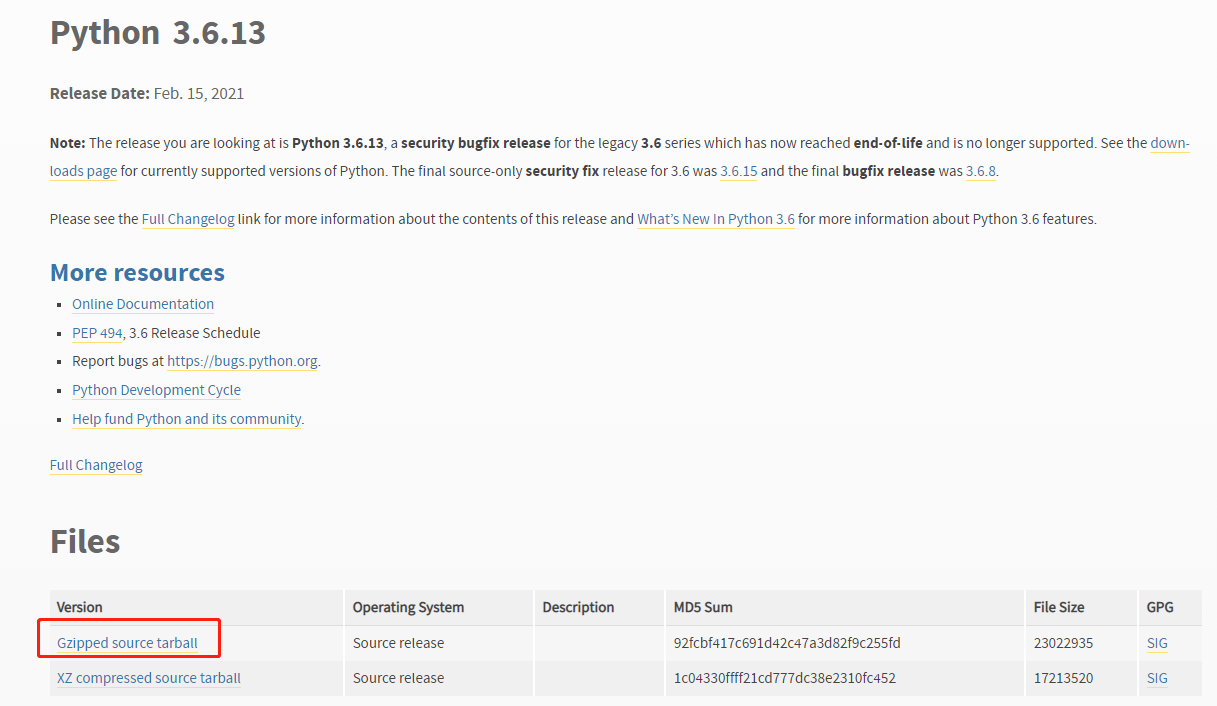 Python 3.6.13
Release Date: Feb. 15, 2021
Note: The release you are looking at is Python 3.6.13, a security bugfix release for the legacy 3.6 series which has now reached end-of-life and is no longer supported. See the down-
loads page for currently supported versions of Python. The final source-only security fix release for 3.6 was 3.6.15 and the final bugfix release was 3.6.8.
Please see the Full Changelog link for more information about the contents of this release and What’s New In Python 3.6 for more information about Python 3.6 features.
More resources
Online Documentation
PEP 494, 3.6 Release Schedule
Report bugs at https://bugs.python.org.
Python Development Cycle
Help fund Python and its community.
Full Changelog
Files
Version Operating System Description MD5 Sum File Size GPG
Gzipped source tarball Source release 92fcbf417c691d42c47a3d82f9c255fd 23022935 SIG
XZ compressed source tarball Source release 1c04330ffff21cd777dc38e2310fc452 17213520 SIG